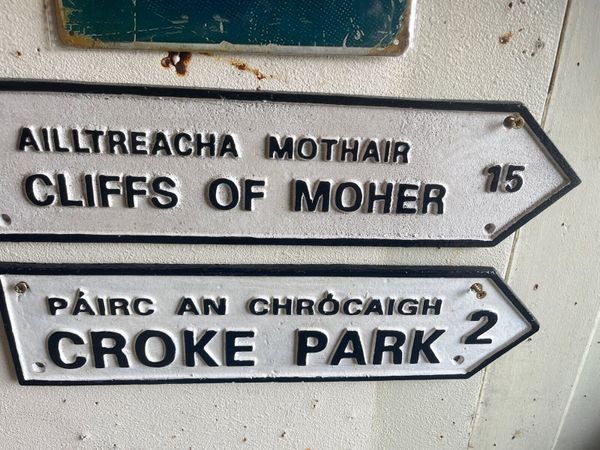 AILLTREACHA MOTHAIR
CLIFFS OF MOHER 15
PÁIRC AN CHRÓCAIGH
CROKE PARK 2